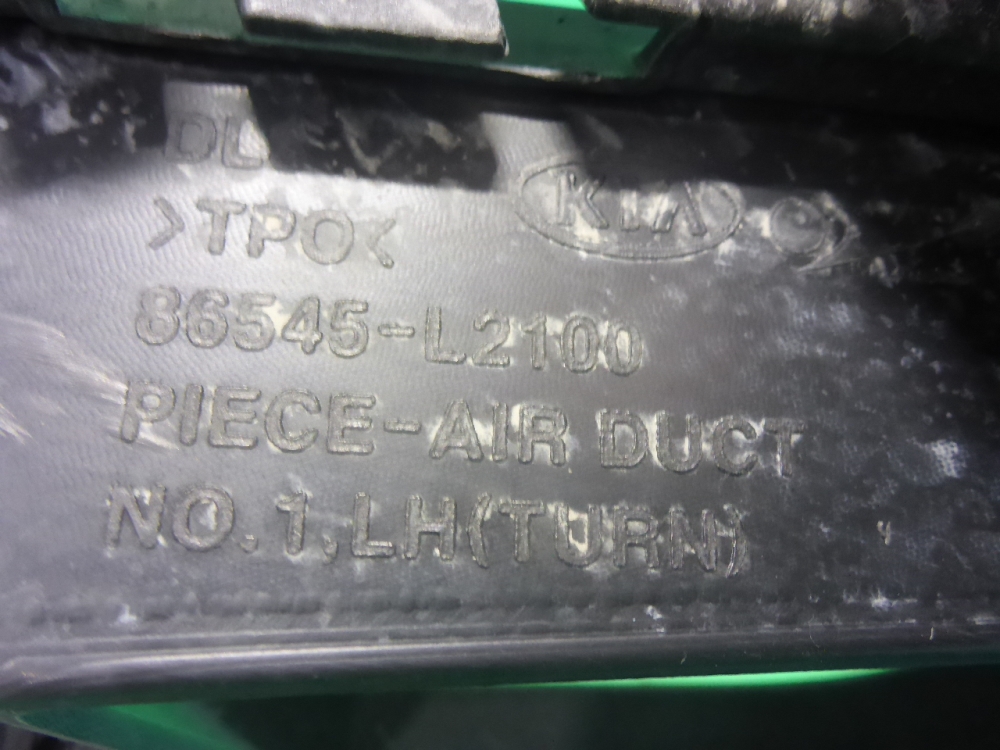 DL
>TPO<
KIA
86545-L2100
PIECE-AIR DUCT
NO.1,LH(TURN)